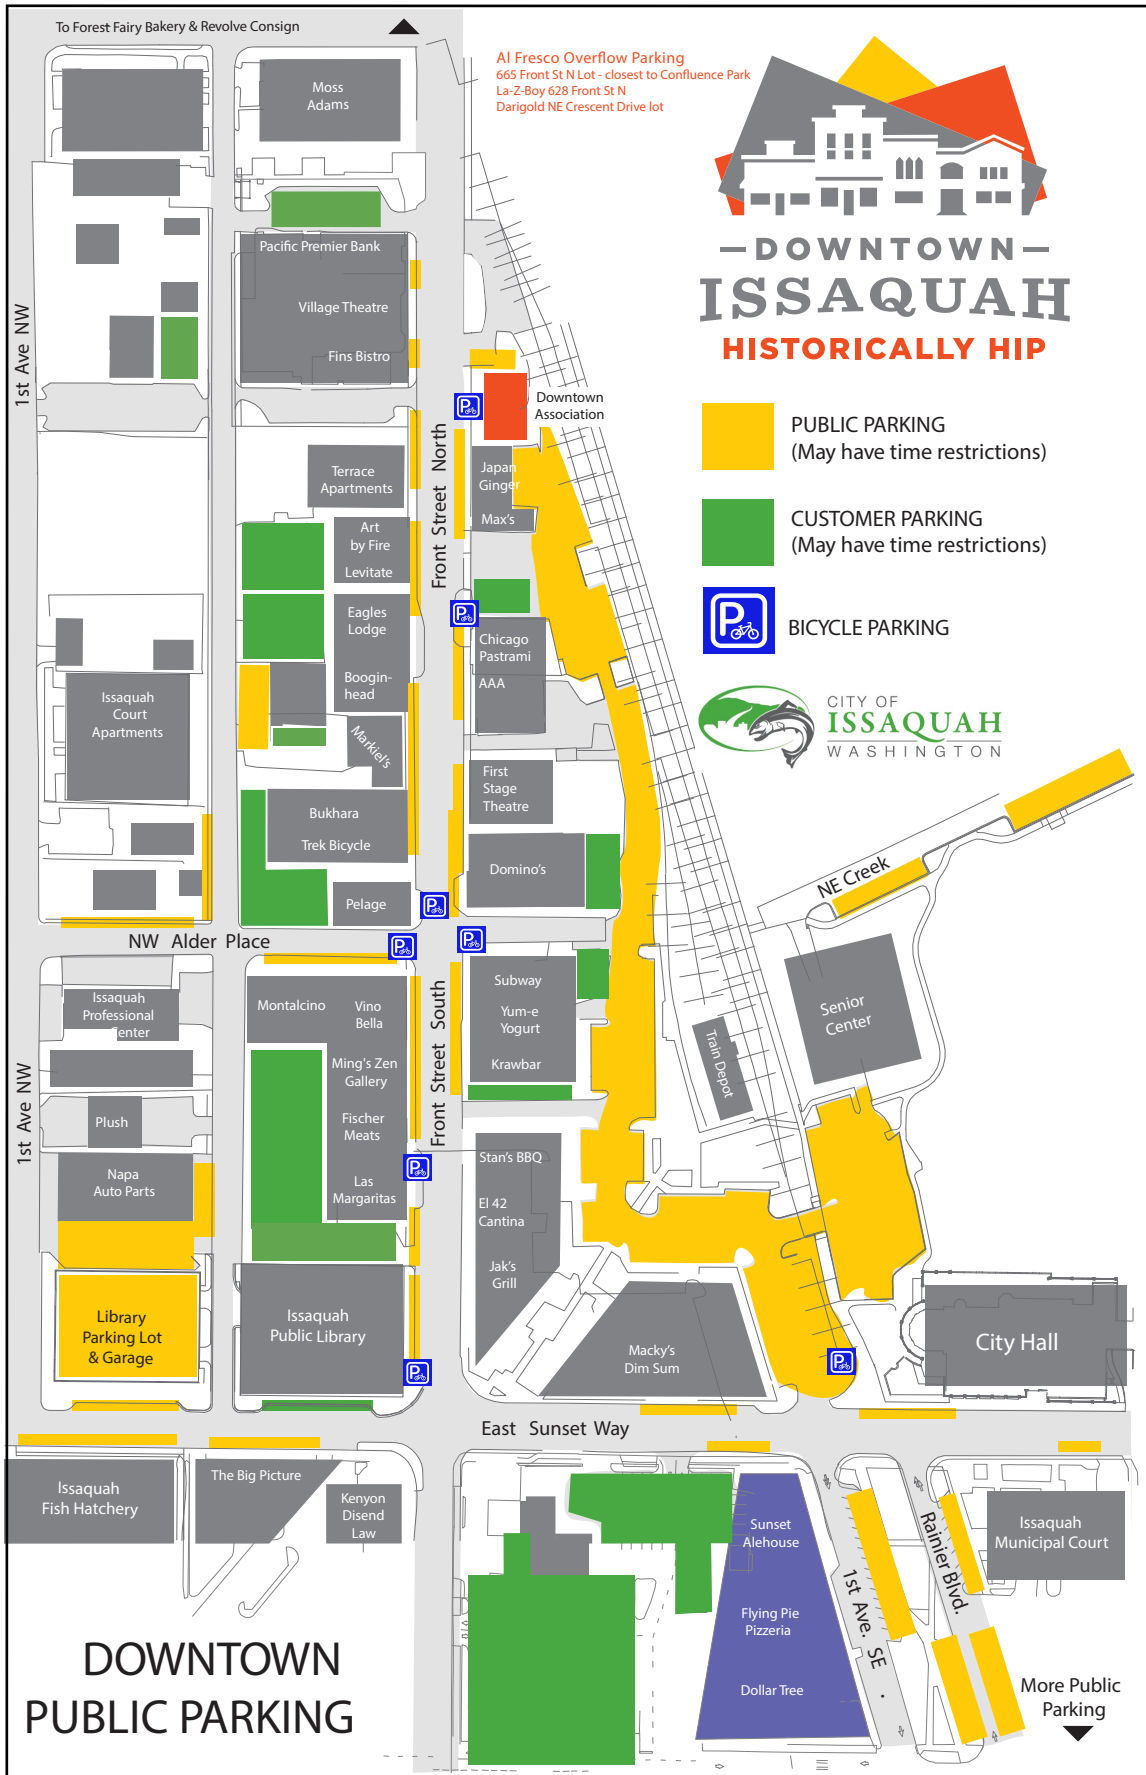 To Forest Fairy Bakery & Revolve Consign
Al Fresco Overflow Parking
665 Front St N Lot - closest to Confluence Park
La-Z-Boy 628 Front St N
Darigold NE Crescent Drive lot
DOWNTOWN
ISSAQUAH
HISTORICALLY HIP
PUBLIC PARKING
(May have time restrictions)
CUSTOMER PARKING
(May have time restrictions)
P
BICYCLE PARKING
CITY OF
ISSAQUAH
WASHINGTON
Moss
Adams
Pacific Premier Bank
Village Theatre
Fins Bistro
1st Ave NW
Front Street North
P
Downtown
Association
Terrace
Apartments
Japan
Ginger
Max's
Art
by Fire
Levitate
P
Eagles
Lodge
Boogin-
head
Chicago
Pastrami
AAA
Issaquah
Court
Apartments
Markiel's
First
Stage
Theatre
Bukhara
Trek Bicycle
Domino's
Pelage
P
NE Creek
NW Alder Place
P
P
Issaquah
Professional
Center
Montalcino
Vino
Bella
Subway
Yum-e
Yogurt
Krawbar
Front Street South
Senior
Center
Train Depot
1st Ave NW
Ming's Zen
Gallery
Plush
Fischer
Meats
P
Stan's BBQ
Napa
Auto Parts
Las
Margaritas
El 42
Cantina
Jak's
Grill
Library
Parking Lot
& Garage
Issaquah
Public Library
P
Macky's
Dim Sum
P
City Hall
East Sunset Way
Issaquah
Fish Hatchery
The Big Picture
Kenyon
Disend
Law
Sunset
Alehouse
Flying Pie
Pizzeria
Dollar Tree
1st Ave. SE
Rainier Blvd.
Issaquah
Municipal Court
DOWNTOWN
PUBLIC PARKING
More Public
Parking